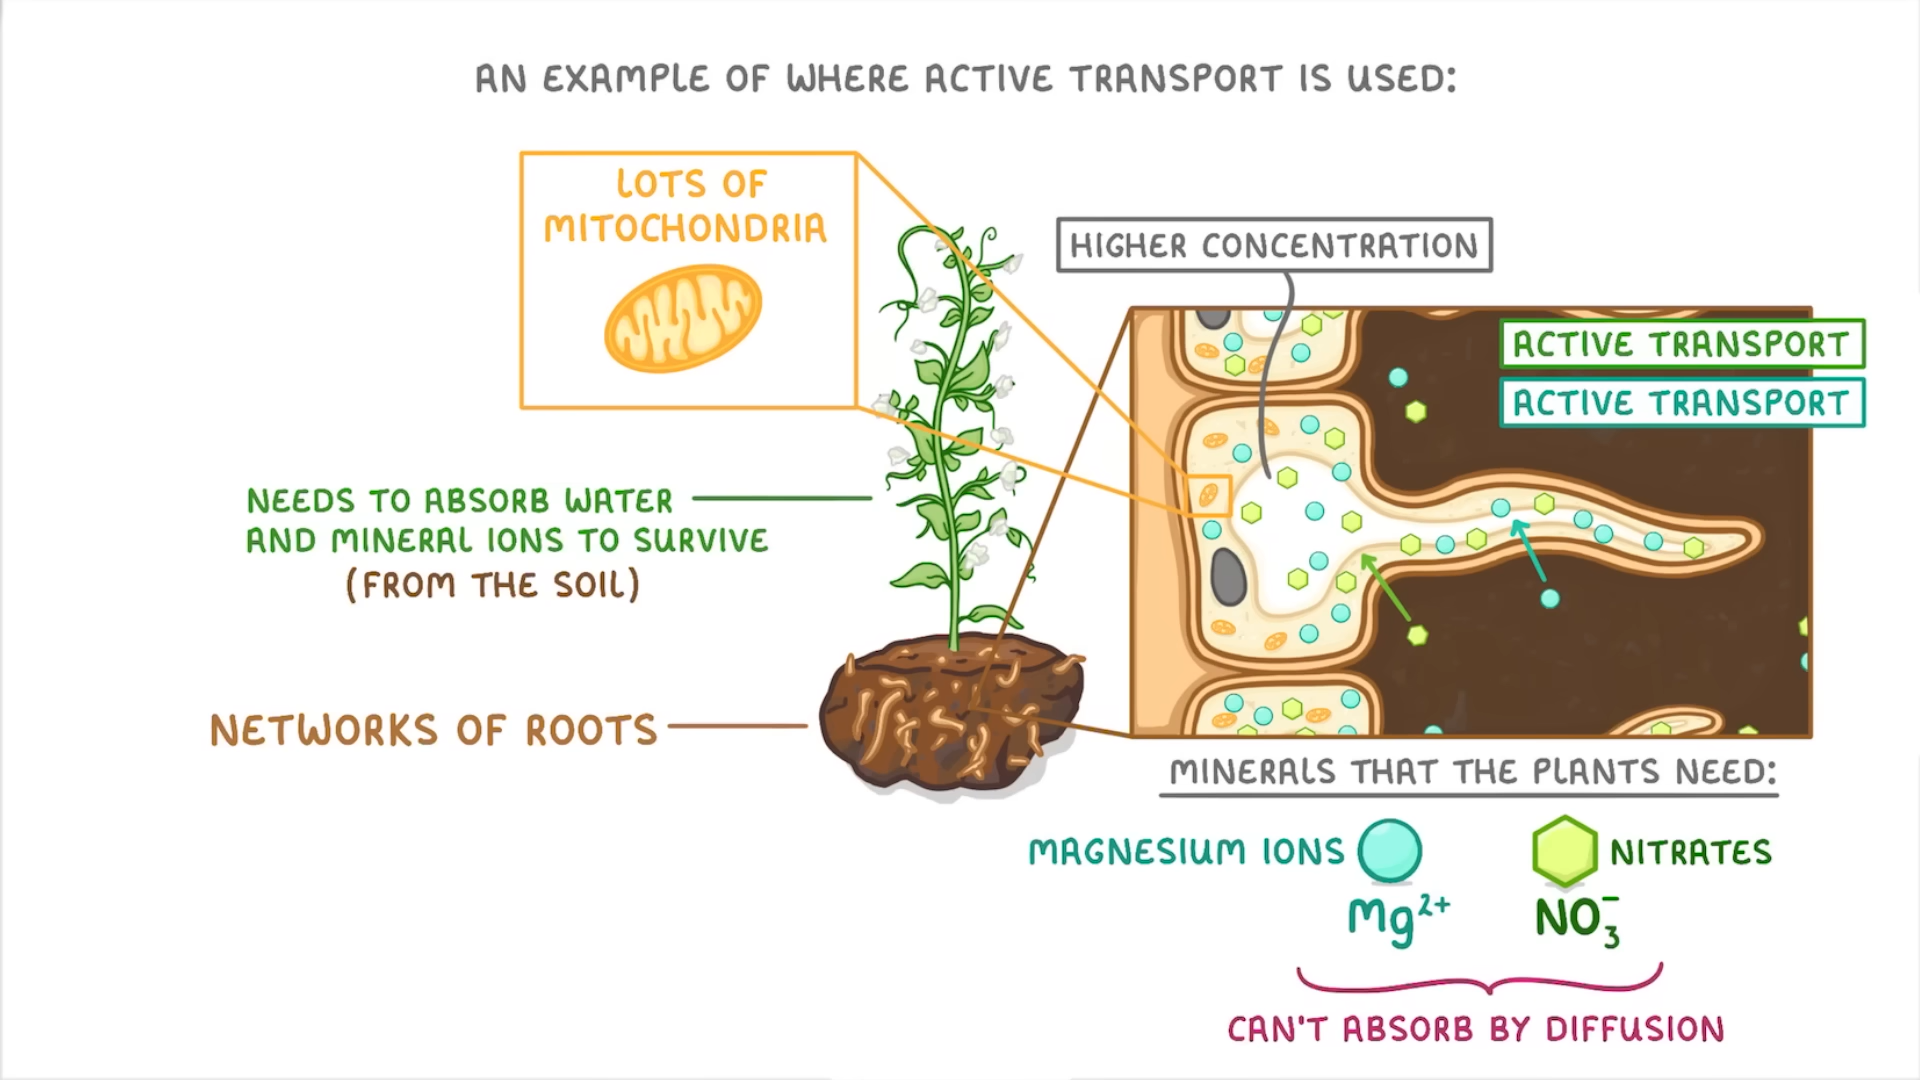 AN EXAMPLE OF WHERE ACTIVE TRANSPORT IS USED:
LOTS OF
MITOCHONDRIA
HIGHER CONCENTRATION
ACTIVE TRANSPORT
ACTIVE TRANSPORT
NEEDS TO ABSORB WATER
AND MINERAL IONS TO SURVIVE
(FROM THE SOIL)
NETWORKS OF ROOTS
MINERALS THAT THE PLANTS NEED:
MAGNESIUM IONS
NITRATES
Mg²⁺
NO₃⁻
CAN'T ABSORB BY DIFFUSION